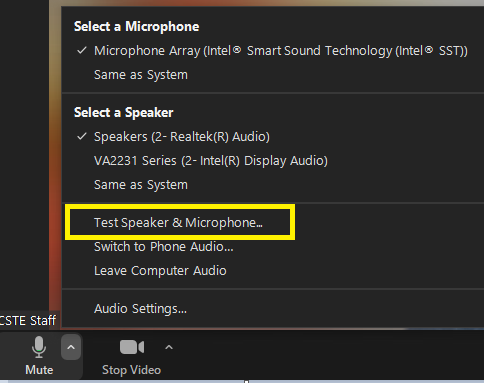 Select a Microphone
✓ Microphone Array (Intel® Smart Sound Technology (Intel® SST))
Same as System
Select a Speaker
✓ Speakers (2- Realtek(R) Audio)
VA2231 Series (2- Intel(R) Display Audio)
Same as System
Test Speaker & Microphone...
Switch to Phone Audio...
Leave Computer Audio
Audio Settings...
CSTE Staff
Mute
Stop Video